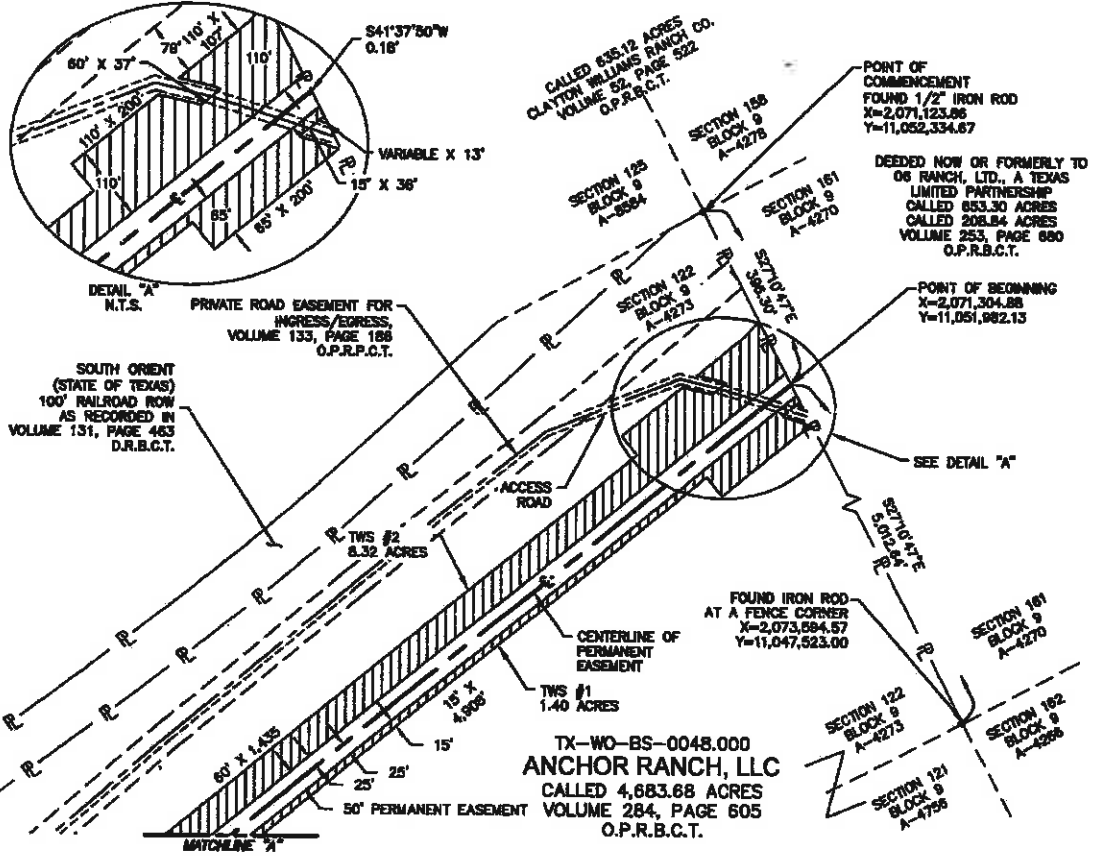 S41°37'50"W
0.18'
78'
110' X
107'
60' X 37'
110'
110' X 200'
110'
65'
VARIABLE X 13'
15' X 36'
65' X 200'
DETAIL "A"
N.T.S.
CALLED 635.12 ACRES
CLAYTON WILLIAMS RANCH CO.
VOLUME 52, PAGE 522
O.P.R.B.C.T.
SECTION 158
BLOCK 9
A-4278
SECTION 125
BLOCK 9
SECTION 161
BLOCK 9
A-4270
SECTION 122
BLOCK 9
A-4273
POINT OF
COMMENCEMENT
FOUND 1/2" IRON ROD
X=2,071,123.86
Y=11,052,334.67
DEEDED NOW OR FORMERLY TO
06 RANCH, LTD., A TEXAS
LIMITED PARTNERSHIP
CALLED 653.30 ACRES
CALLED 208.84 ACRES
VOLUME 253, PAGE 680
O.P.R.B.C.T.
S27°10'47"E
396.30'
POINT OF BEGINNING
X=2,071,304.88
Y=11,051,982.13
PRIVATE ROAD EASEMENT FOR
INGRESS/EGRESS,
VOLUME 133, PAGE 186
O.P.R.P.C.T.
SOUTH ORIENT
(STATE OF TEXAS)
100' RAILROAD ROW
AS RECORDED IN
VOLUME 131, PAGE 463
D.R.B.C.T.
SEE DETAIL "A"
ACCESS
ROAD
TWS #2
8.32 ACRES
S27°10'47"E
5,012.64'
FOUND IRON ROD
AT A FENCE CORNER
X=2,073,594.57
Y=11,047,523.00
CENTERLINE OF
PERMANENT
EASEMENT
TWS #1
1.40 ACRES
15' X
4,908'
60' X 1,435'
15'
25'
25'
50' PERMANENT EASEMENT
MATCHLINE "A"
TX-WO-BS-0048.000
ANCHOR RANCH, LLC
CALLED 4,683.68 ACRES
VOLUME 284, PAGE 605
O.P.R.B.C.T.
SECTION 161
BLOCK 9
A-4270
SECTION 122
BLOCK 9
A-4273
SECTION 162
BLOCK 9
SECTION 121
BLOCK 9